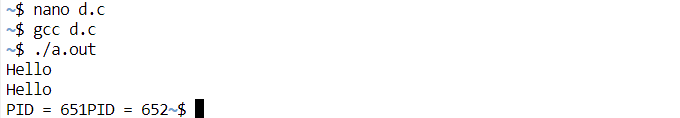 ~$ nano d.c
~$ gcc d.c
~$ ./a.out
Hello
Hello
PID = 651PID = 652~$